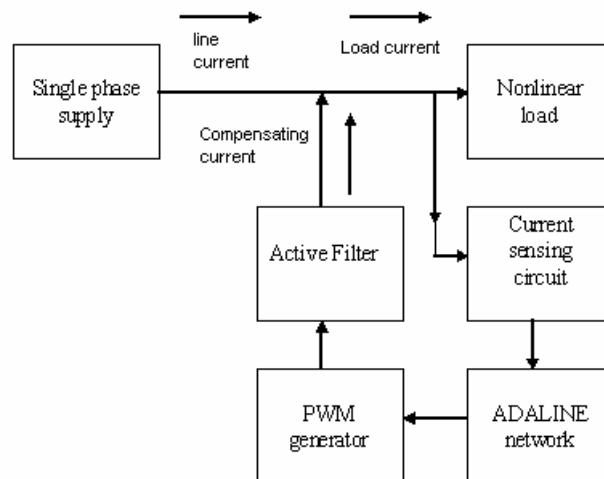 line
current
Load current
Single phase
supply
Nonlinear
load
Compensating
current
Active Filter
Current
sensing
circuit
PWM
generator
ADALINE
network